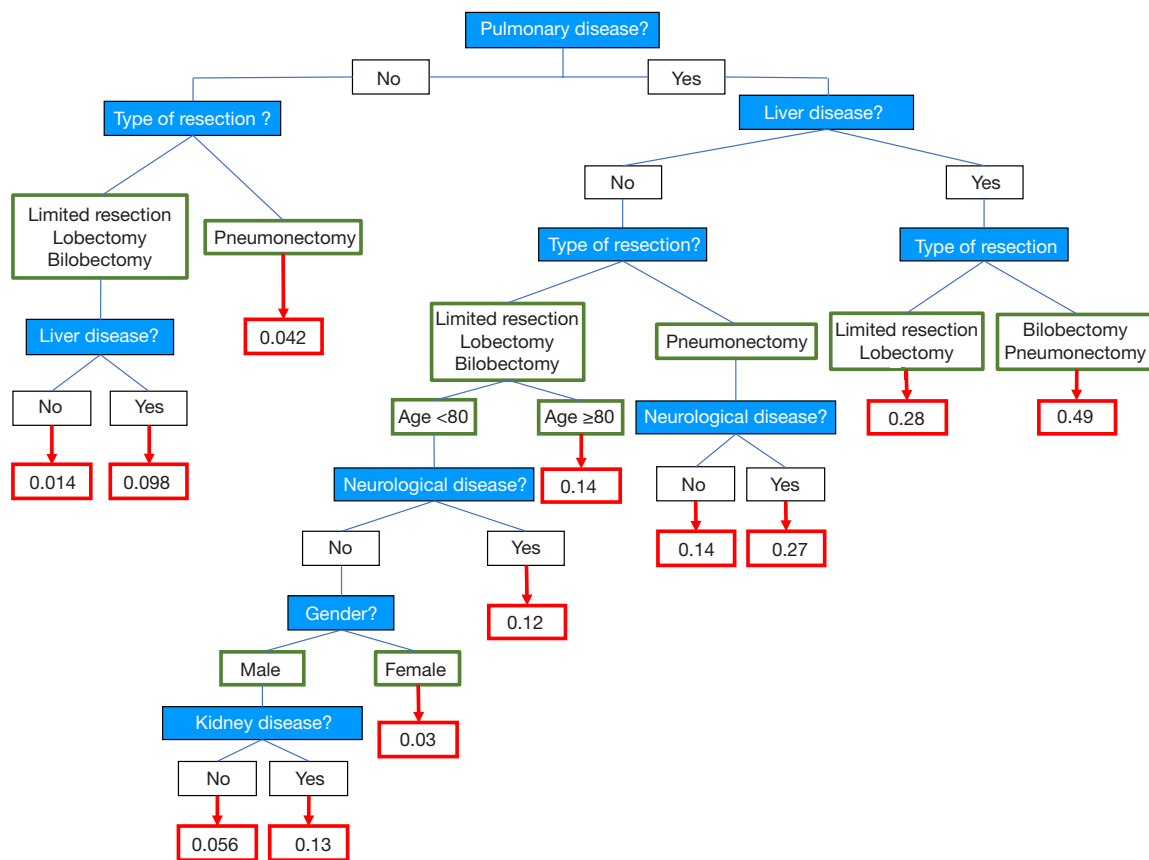 Pulmonary disease?
No
Yes
Type of resection ?
Liver disease?
No
Yes
Limited resection
Lobectomy
Bilobectomy
Pneumonectomy
Type of resection?
Type of resection
Liver disease?
0.042
Limited resection
Lobectomy
Bilobectomy
Pneumonectomy
Limited resection
Lobectomy
Bilobectomy
Pneumonectomy
No
Yes
Age <80
Age ≥80
Neurological disease?
0.28
0.49
0.014
0.098
Neurological disease?
0.14
No
Yes
No
Yes
0.14
0.27
Gender?
0.12
Male
Female
Kidney disease?
0.03
No
Yes
0.056
0.13